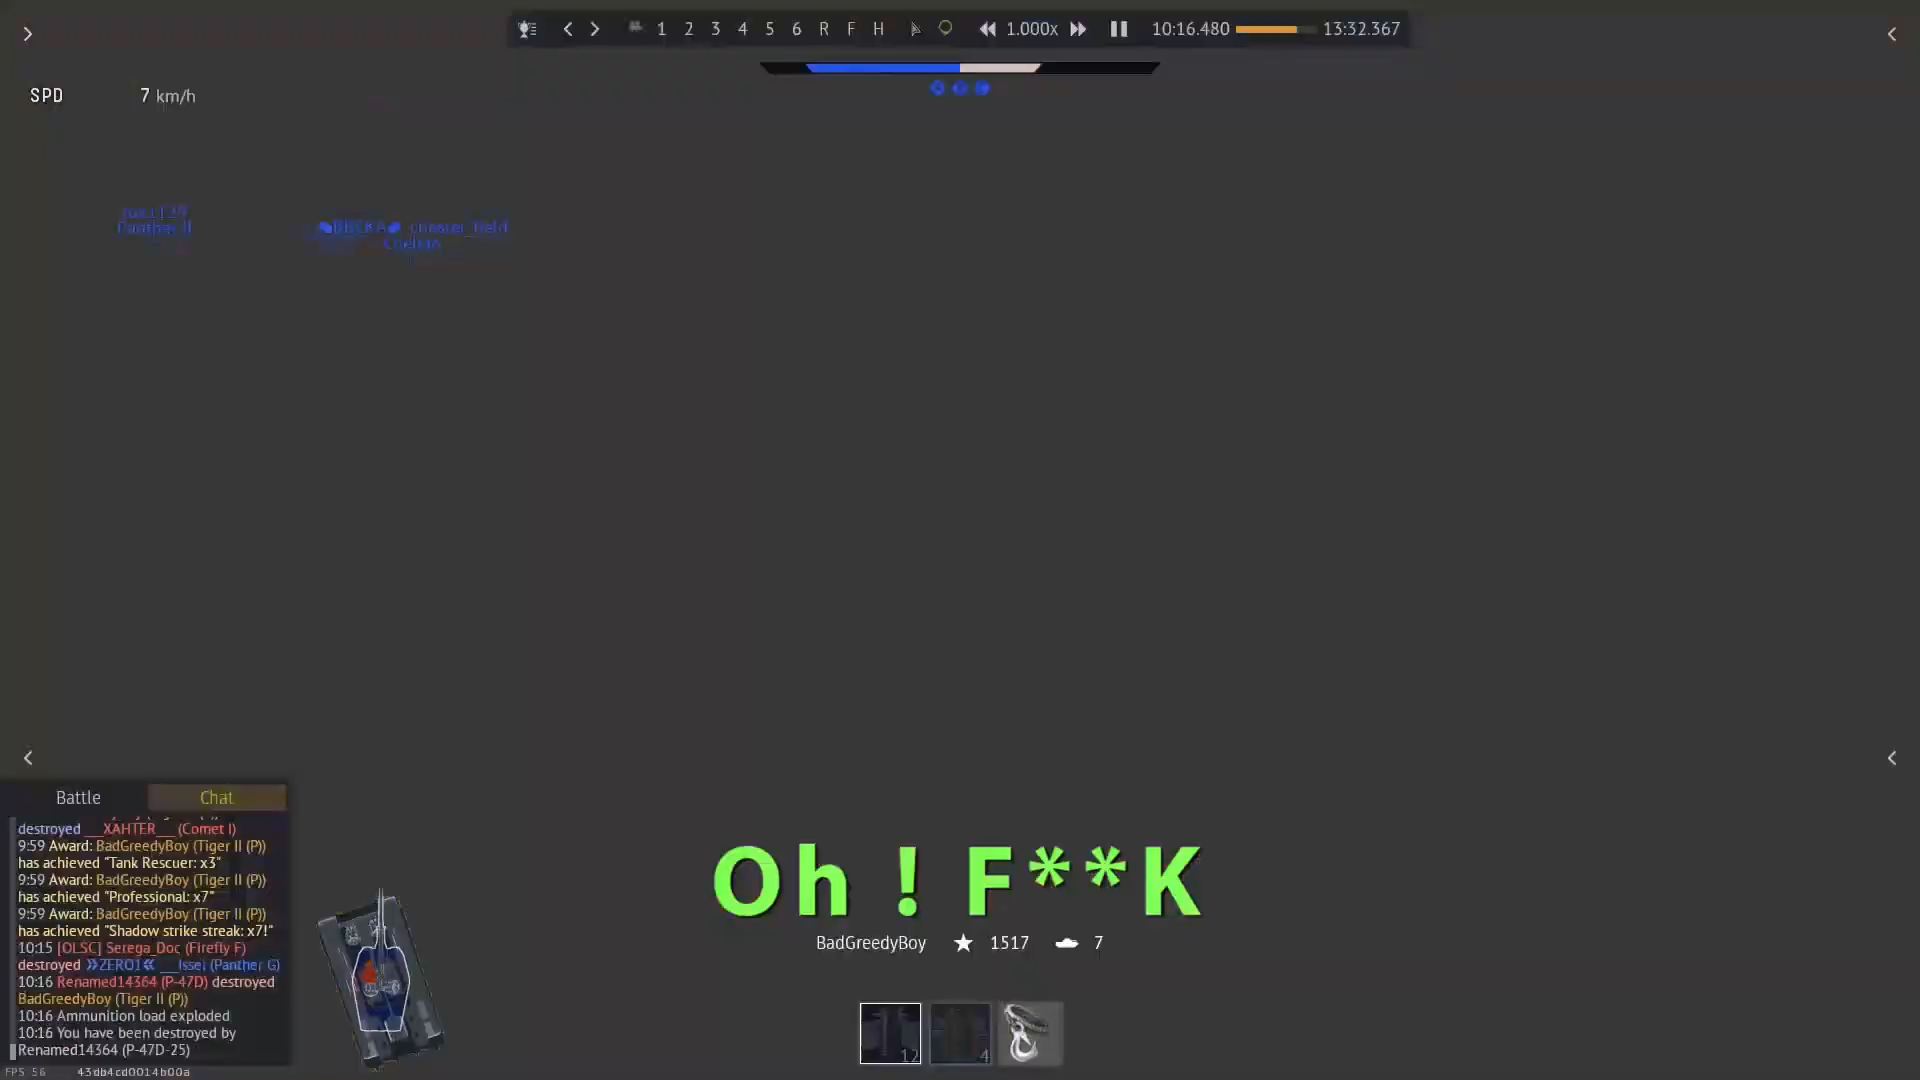 1 2 3 4 5 6 R F H 1.000x 10:16.480 13:32.367
SPD 7 km/h
Panther II
Battle Chat
destroyed ___XAHTER___ (Comet I)
9:59 Award: BadGreedyBoy (Tiger II (P))
has achieved "Tank Rescuer: x3"
9:59 Award: BadGreedyBoy (Tiger II (P))
has achieved "Professional: x7"
9:59 Award: BadGreedyBoy (Tiger II (P))
has achieved "Shadow strike streak: x7!"
10:15 [OLSC] Serega_Doc (Firefly F)
destroyed »ZERO1« ___Issei (Panther G)
10:16 Renamed14364 (P-47D) destroyed
BadGreedyBoy (Tiger II (P))
10:16 Ammunition load exploded
10:16 You have been destroyed by
Renamed14364 (P-47D-25)
FPS 56 43db4cd0014b00a
Oh ! F**K
BadGreedyBoy ★ 1517 7
12 4